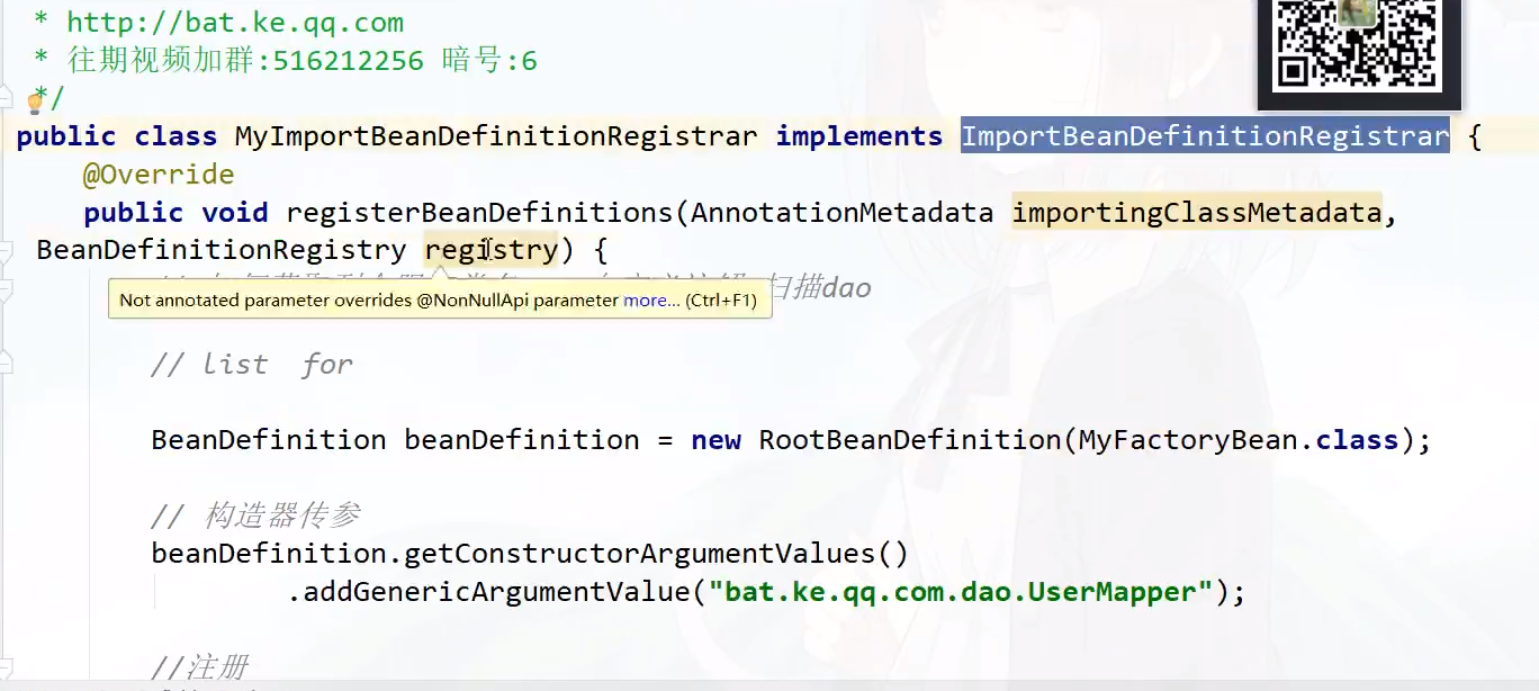 * http://bat.ke.qq.com
* 往期视频加群:516212256 暗号:6
*/
public class MyImportBeanDefinitionRegistrar implements ImportBeanDefinitionRegistrar {
@Override
public void registerBeanDefinitions(AnnotationMetadata importingClassMetadata,
BeanDefinitionRegistry registry) {
扫描dao
Not annotated parameter overrides @NonNullApi parameter more... (Ctrl+F1)
// list for
BeanDefinition beanDefinition = new RootBeanDefinition(MyFactoryBean.class);
// 构造器传参
beanDefinition.getConstructorArgumentValues()
.addGenericArgumentValue("bat.ke.qq.com.dao.UserMapper");
//注册